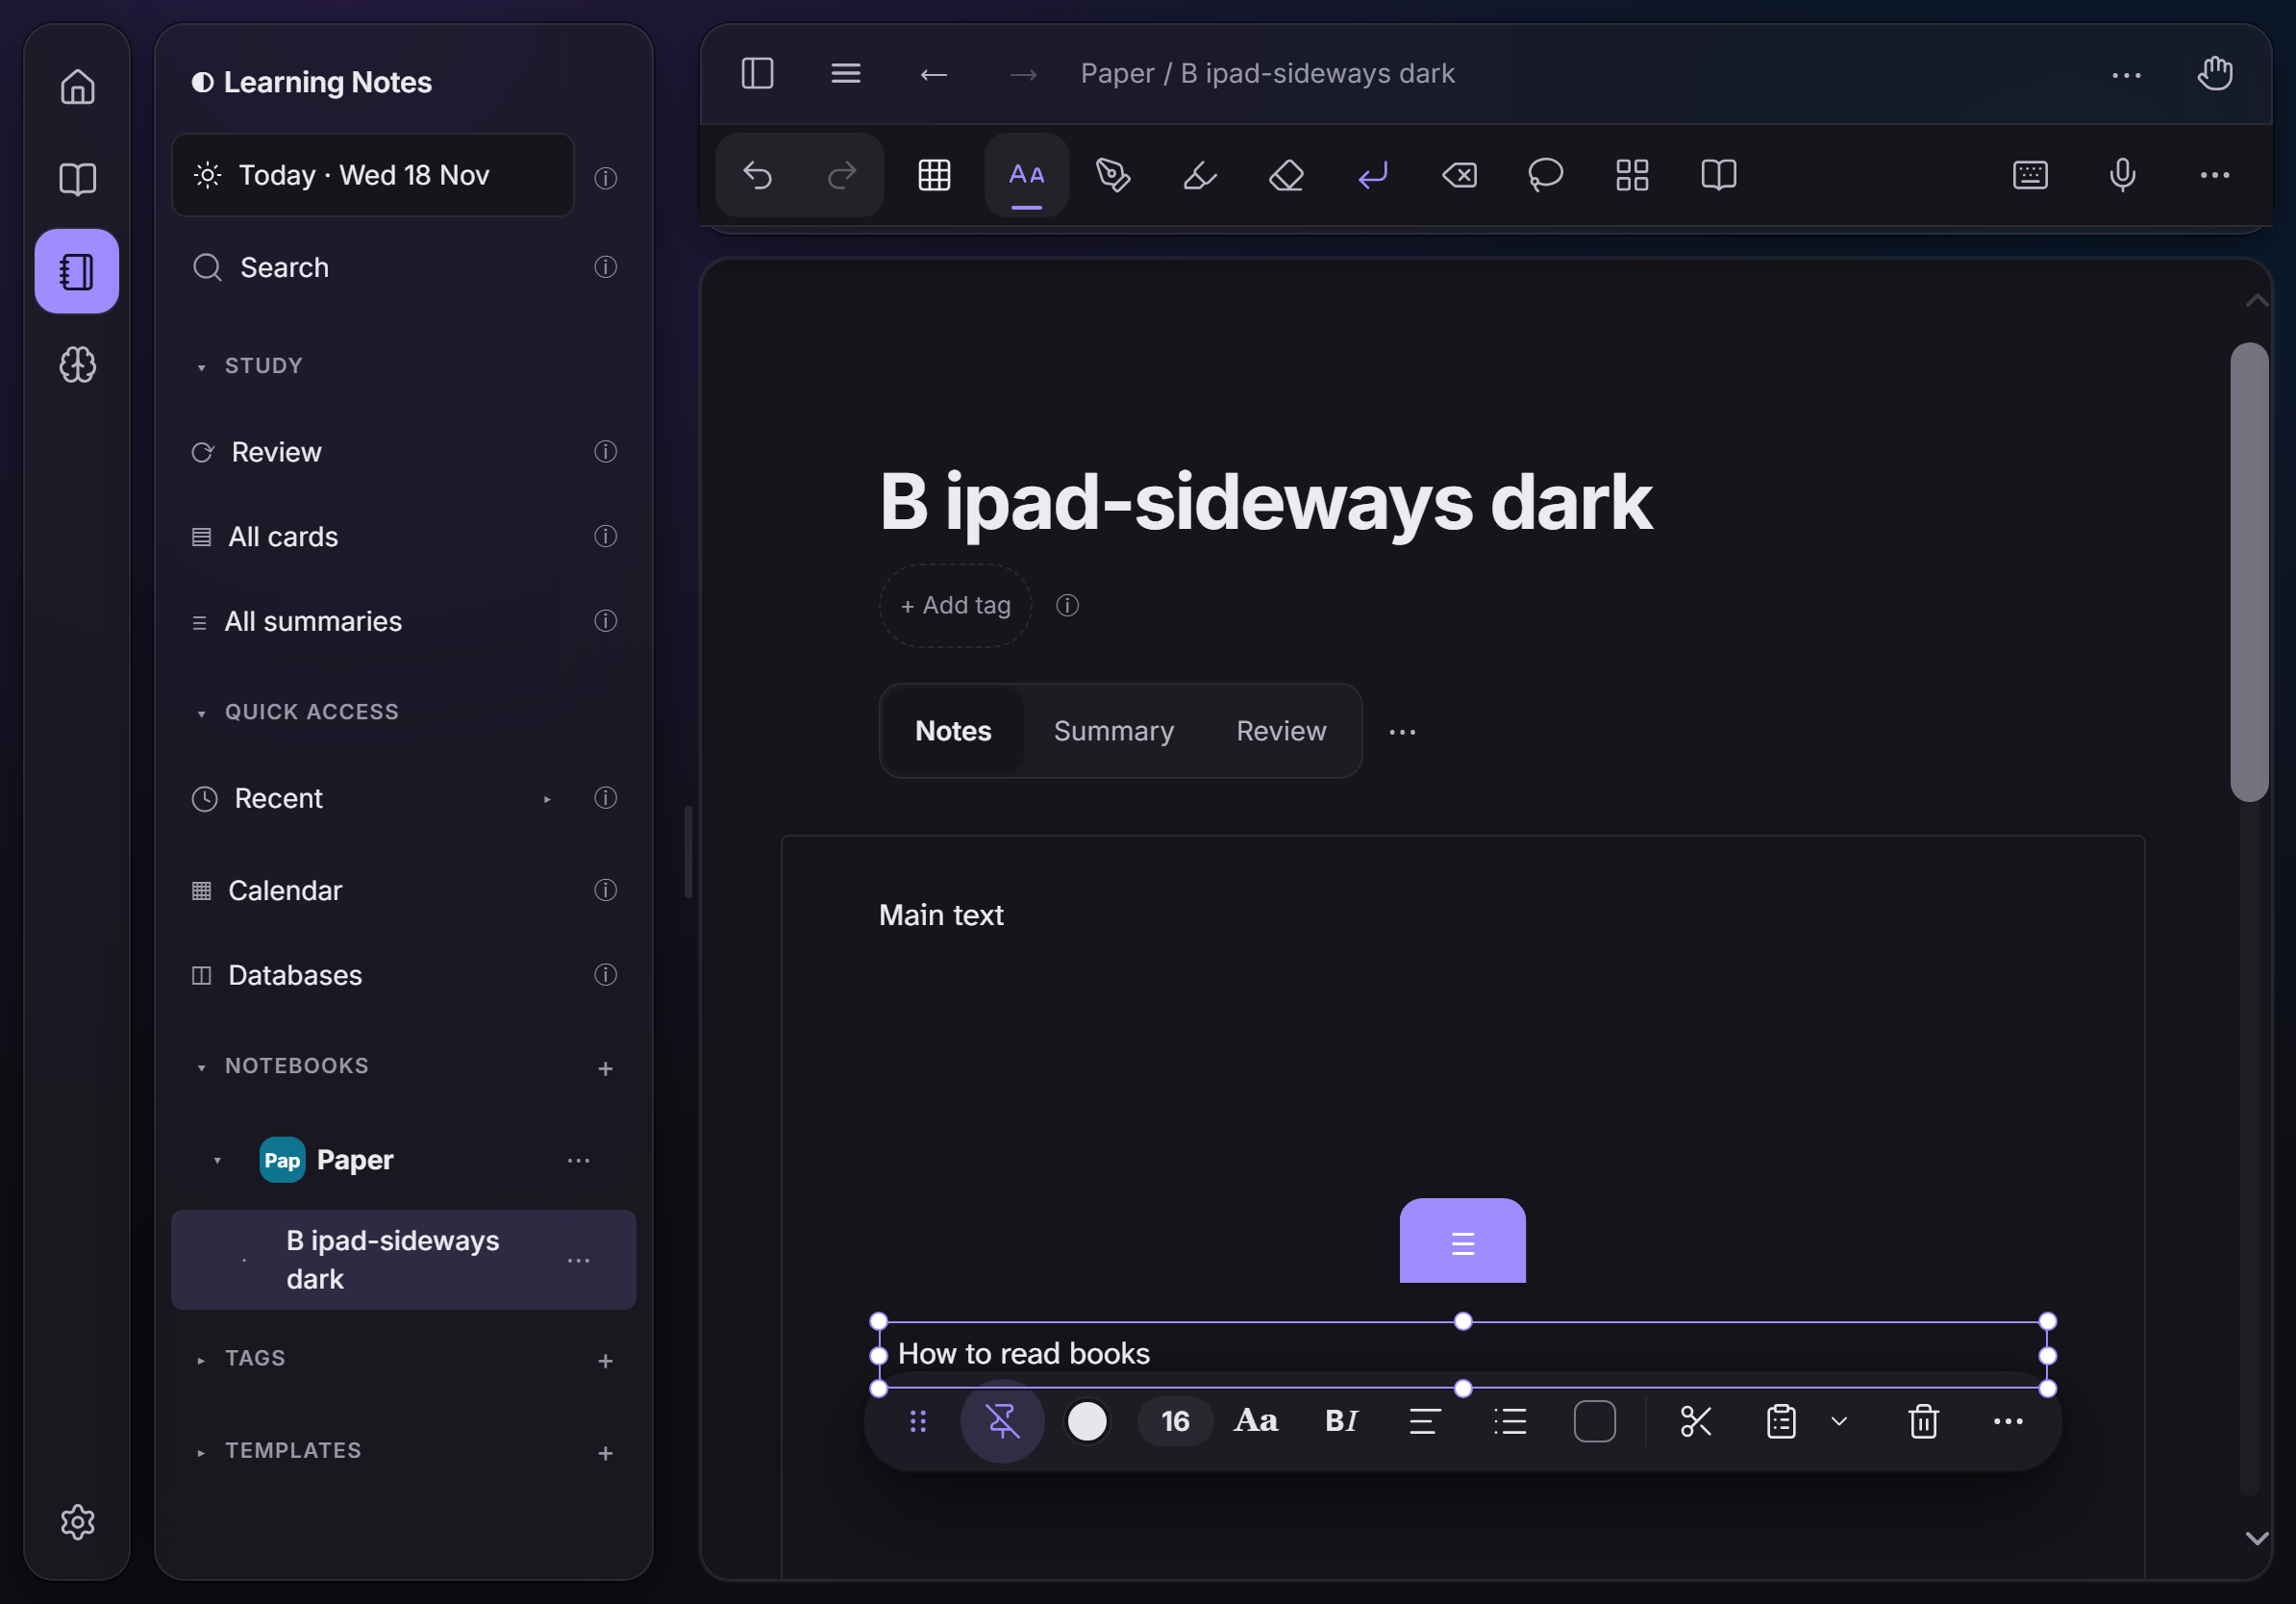 Learning Notes
Today · Wed 18 Nov
Search
STUDY
Review
All cards
All summaries
QUICK ACCESS
Recent
Calendar
Databases
NOTEBOOKS
Pap Paper
B ipad-sideways
dark
TAGS
TEMPLATES
Paper / B ipad-sideways dark
AA
B ipad-sideways dark
+ Add tag
Notes Summary Review
Main text
How to read books
16 Aa BI